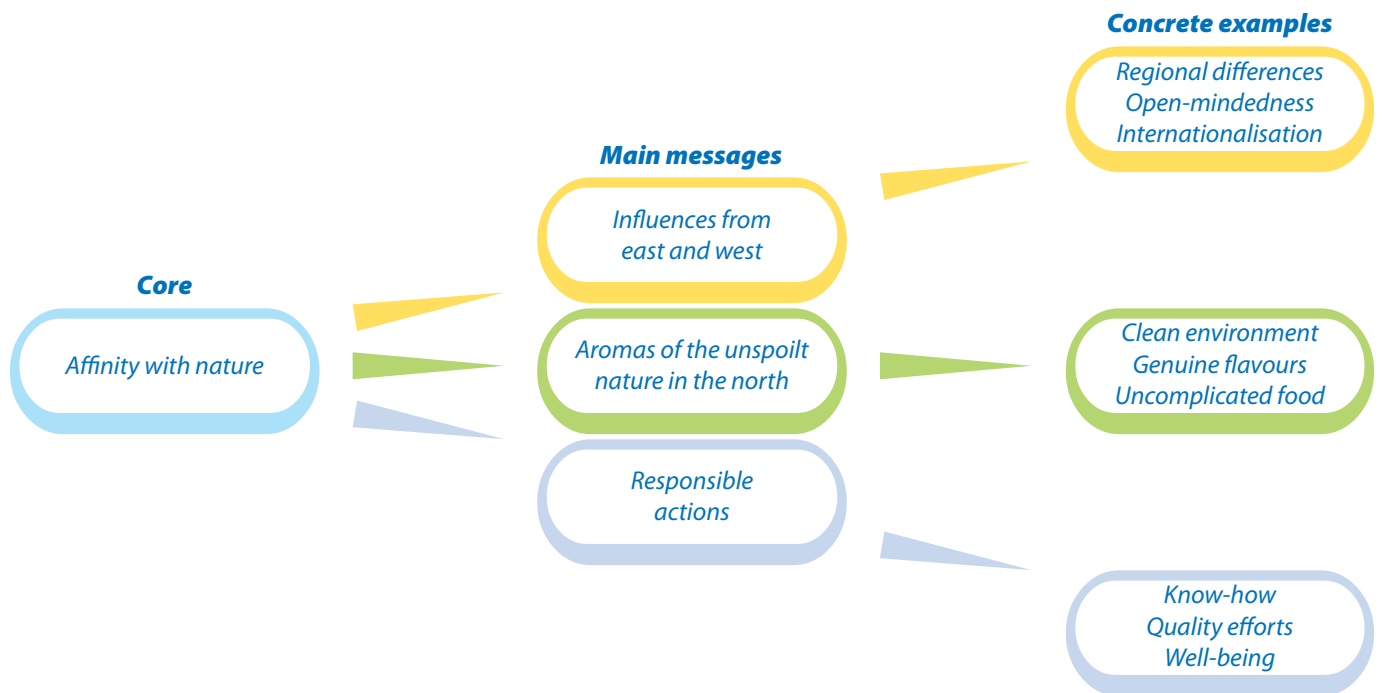 Core
Affinity with nature
Main messages
Influences from
east and west
Aromas of the unspoilt
nature in the north
Responsible
actions
Concrete examples
Regional differences
Open-mindedness
Internationalisation
Clean environment
Genuine flavours
Uncomplicated food
Know-how
Quality efforts
Well-being